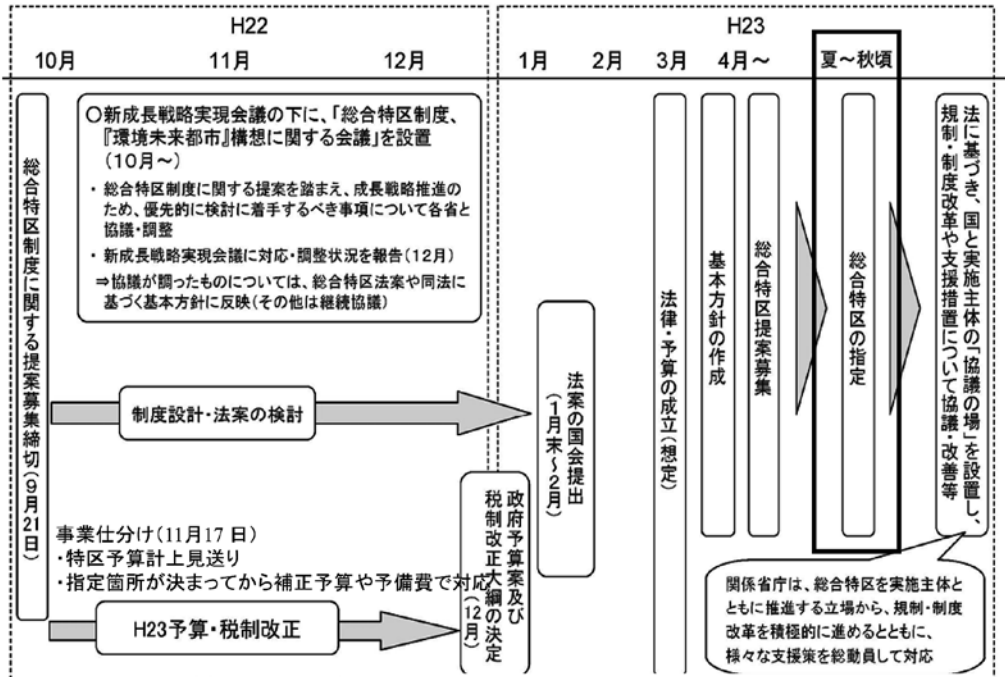 H22
H23
10月
11月
12月
1月
2月
3月
4月～
夏～秋頃
総合特区制度に関する提案募集締切(9月21日)
○新成長戦略実現会議の下に、「総合特区制度、
『環境未来都市』構想に関する会議」を設置
(10月～)
・ 総合特区制度に関する提案を踏まえ、成長戦略推進の
ため、優先的に検討に着手するべき事項について各省と
協議・調整
・ 新成長戦略実現会議に対応・調整状況を報告(12月)
⇒協議が調ったものについては、総合特区法案や同法に
基づく基本方針に反映(その他は継続協議)
制度設計・法案の検討
事業仕分け(11月17日)
・特区予算計上見送り
・指定箇所が決まってから補正予算や予備費で対応
H23予算・税制改正
政府予算案及び
税制改正大綱の決定
(12月)
法案の国会提出
(1月末～2月)
法律・予算の成立(想定)
基本方針の作成
総合特区提案募集
総合特区の指定
法に基づき、国と実施主体の「協議の場」を設置し、
規制・制度改革や支援措置について協議・改善等
関係省庁は、総合特区を実施主体と
ともに推進する立場から、規制・制度
改革を積極的に進めるとともに、
様々な支援策を総動員して対応